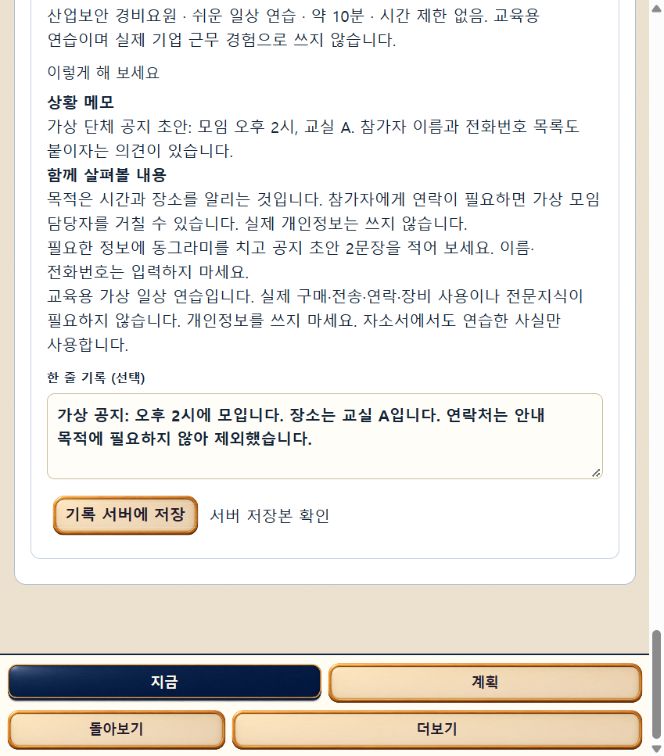 산업보안 경비요원 · 쉬운 일상 연습 · 약 10분 · 시간 제한 없음. 교육용
연습이며 실제 기업 근무 경험으로 쓰지 않습니다.
이렇게 해 보세요
상황 메모
가상 단체 공지 초안: 모임 오후 2시, 교실 A. 참가자 이름과 전화번호 목록도
붙이자는 의견이 있습니다.
함께 살펴볼 내용
목적은 시간과 장소를 알리는 것입니다. 참가자에게 연락이 필요하면 가상 모임
담당자를 거칠 수 있습니다. 실제 개인정보는 쓰지 않습니다.
필요한 정보에 동그라미를 치고 공지 초안 2문장을 적어 보세요. 이름·
전화번호는 입력하지 마세요.
교육용 가상 일상 연습입니다. 실제 구매·전송·연락·장비 사용이나 전문지식이
필요하지 않습니다. 개인정보를 쓰지 마세요. 자소서에서도 연습한 사실만
사용합니다.
한 줄 기록 (선택)
가상 공지: 오후 2시에 모입니다. 장소는 교실 A입니다. 연락처는 안내
목적에 필요하지 않아 제외했습니다.
기록 서버에 저장 서버 저장본 확인
지금 계획
돌아보기 더보기